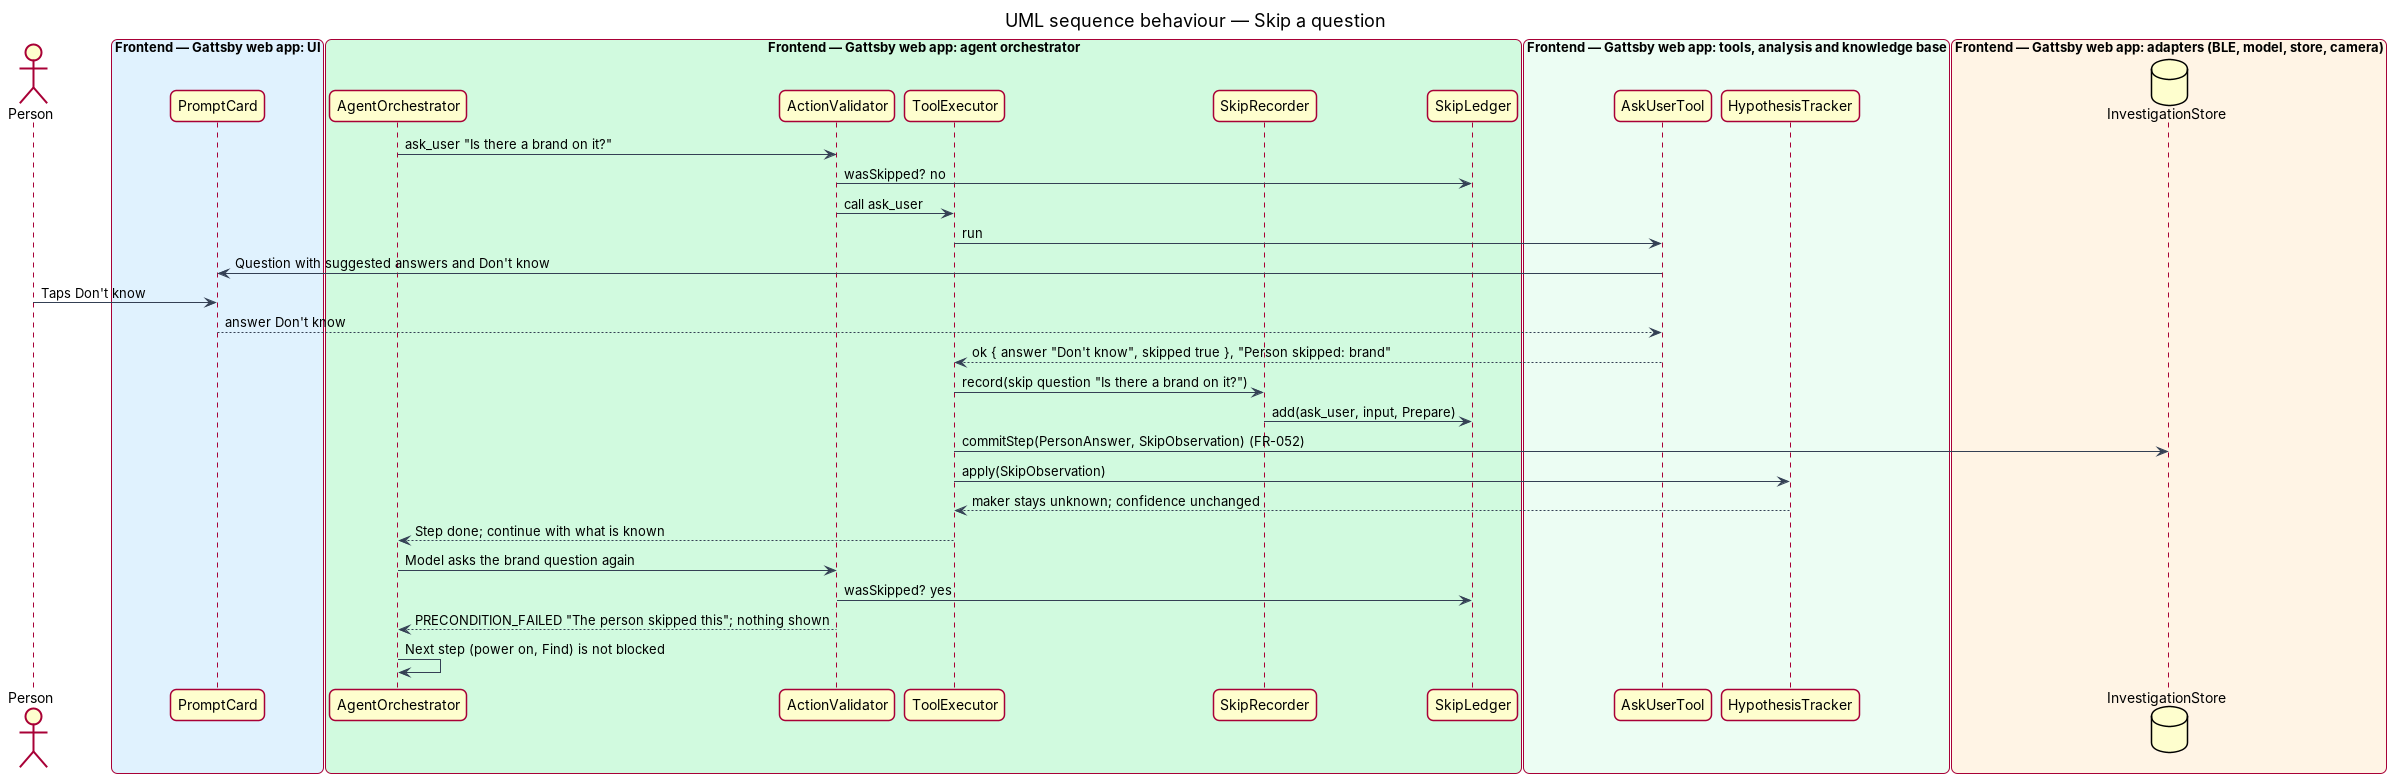 UML sequence behaviour — Skip a question
Frontend — Gattsby web app: UI
Frontend — Gattsby web app: agent orchestrator
Frontend — Gattsby web app: tools, analysis and knowledge base
Frontend — Gattsby web app: adapters (BLE, model, store, camera)
Person
PromptCard
AgentOrchestrator
ActionValidator
ToolExecutor
SkipRecorder
SkipLedger
AskUserTool
HypothesisTracker
InvestigationStore
ask_user "Is there a brand on it?"
wasSkipped? no
call ask_user
run
Question with suggested answers and Don't know
Taps Don't know
answer Don't know
ok { answer "Don't know", skipped true }, "Person skipped: brand"
record(skip question "Is there a brand on it?")
add(ask_user, input, Prepare)
commitStep(PersonAnswer, SkipObservation) (FR-052)
apply(SkipObservation)
maker stays unknown; confidence unchanged
Step done; continue with what is known
Model asks the brand question again
wasSkipped? yes
PRECONDITION_FAILED "The person skipped this"; nothing shown
Next step (power on, Find) is not blocked
Person
PromptCard
AgentOrchestrator
ActionValidator
ToolExecutor
SkipRecorder
SkipLedger
AskUserTool
HypothesisTracker
InvestigationStore